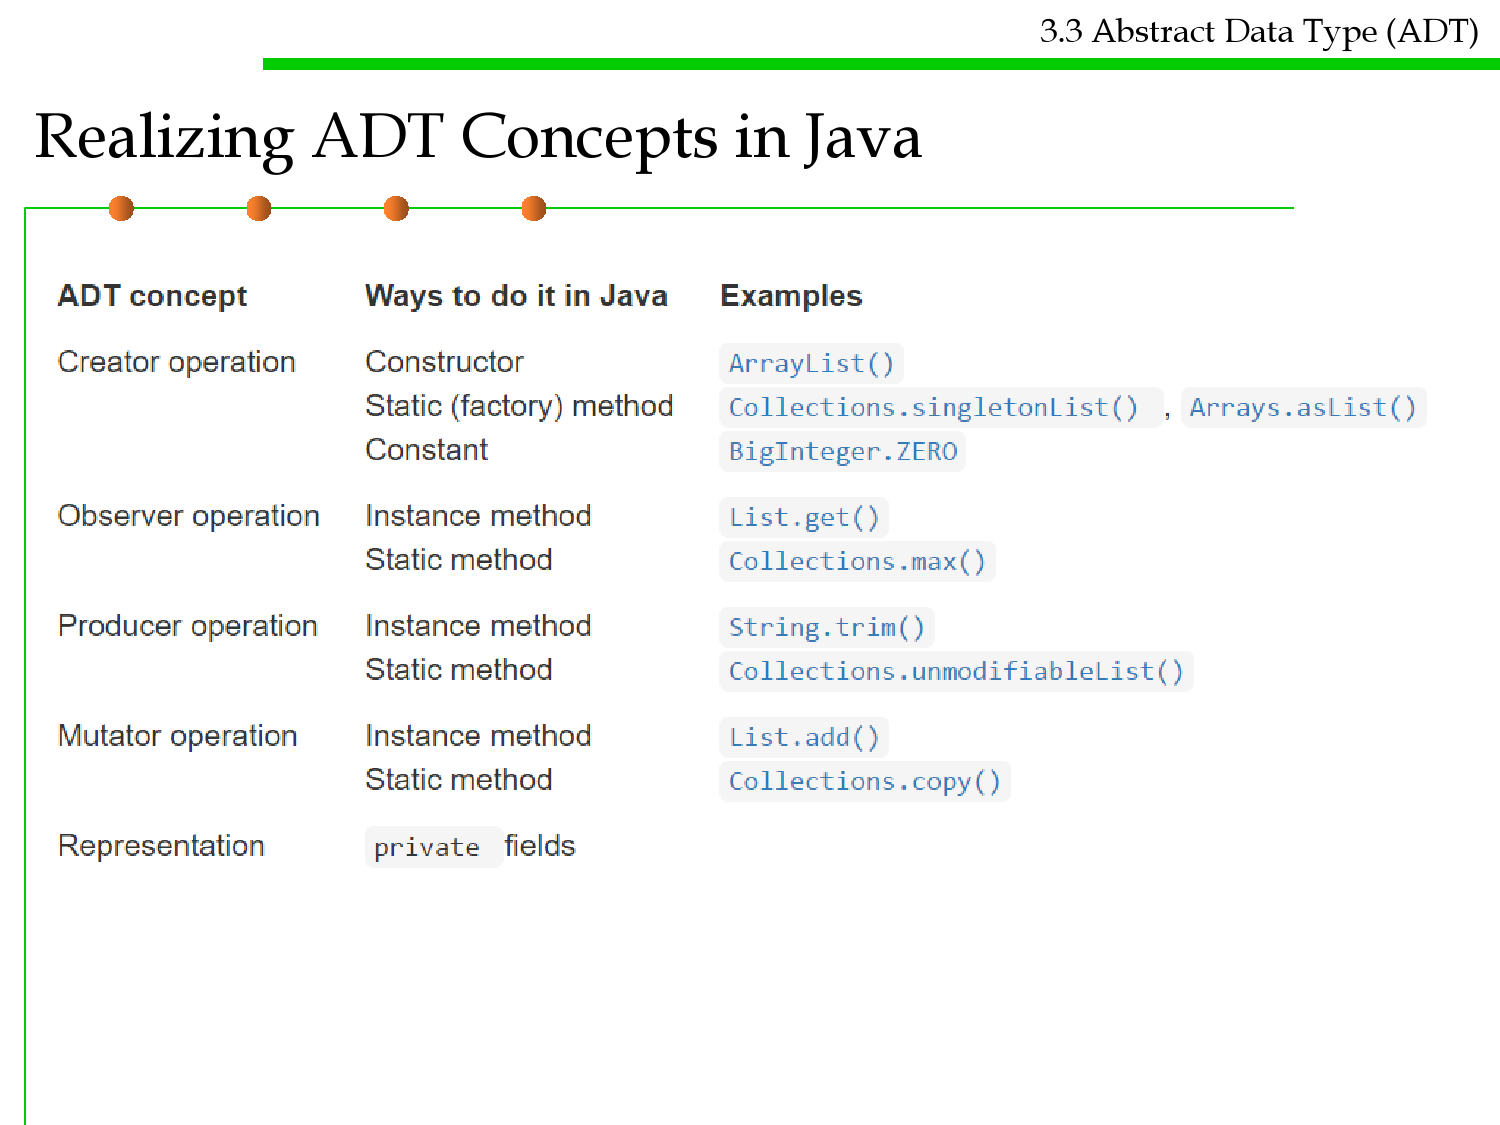 3.3 Abstract Data Type (ADT)
Realizing ADT Concepts in Java
ADT concept Ways to do it in Java Examples
Creator operation Constructor ArrayList()
Static (factory) method Collections.singletonList() , Arrays.asList()
Constant BigInteger.ZERO
Observer operation Instance method List.get()
Static method Collections.max()
Producer operation Instance method String.trim()
Static method Collections.unmodifiableList()
Mutator operation Instance method List.add()
Static method Collections.copy()
Representation private fields